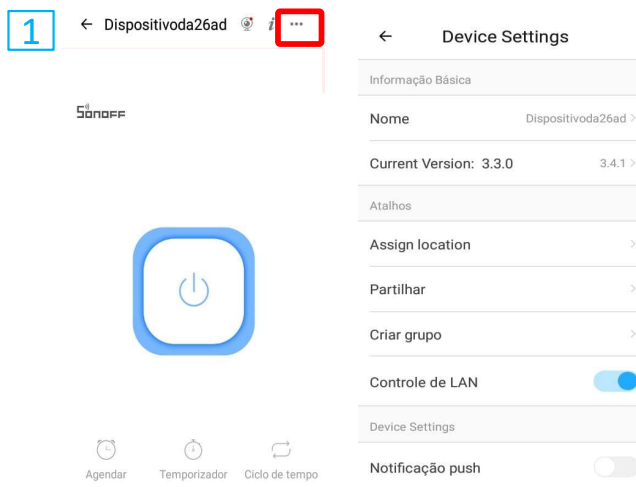 1
Dispositivoda26ad
SONOFF
Agendar
Temporizador
Ciclo de tempo
Device Settings
Informação Básica
Nome Dispositivoda26ad
Current Version: 3.3.0 3.4.1
Atalhos
Assign location
Partilhar
Criar grupo
Controle de LAN
Device Settings
Notificação push